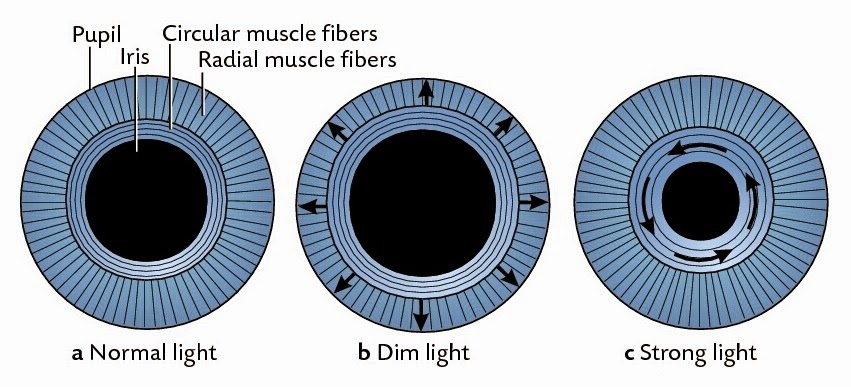 Pupil
Iris
Circular muscle fibers
Radial muscle fibers
a Normal light
b Dim light
c Strong light